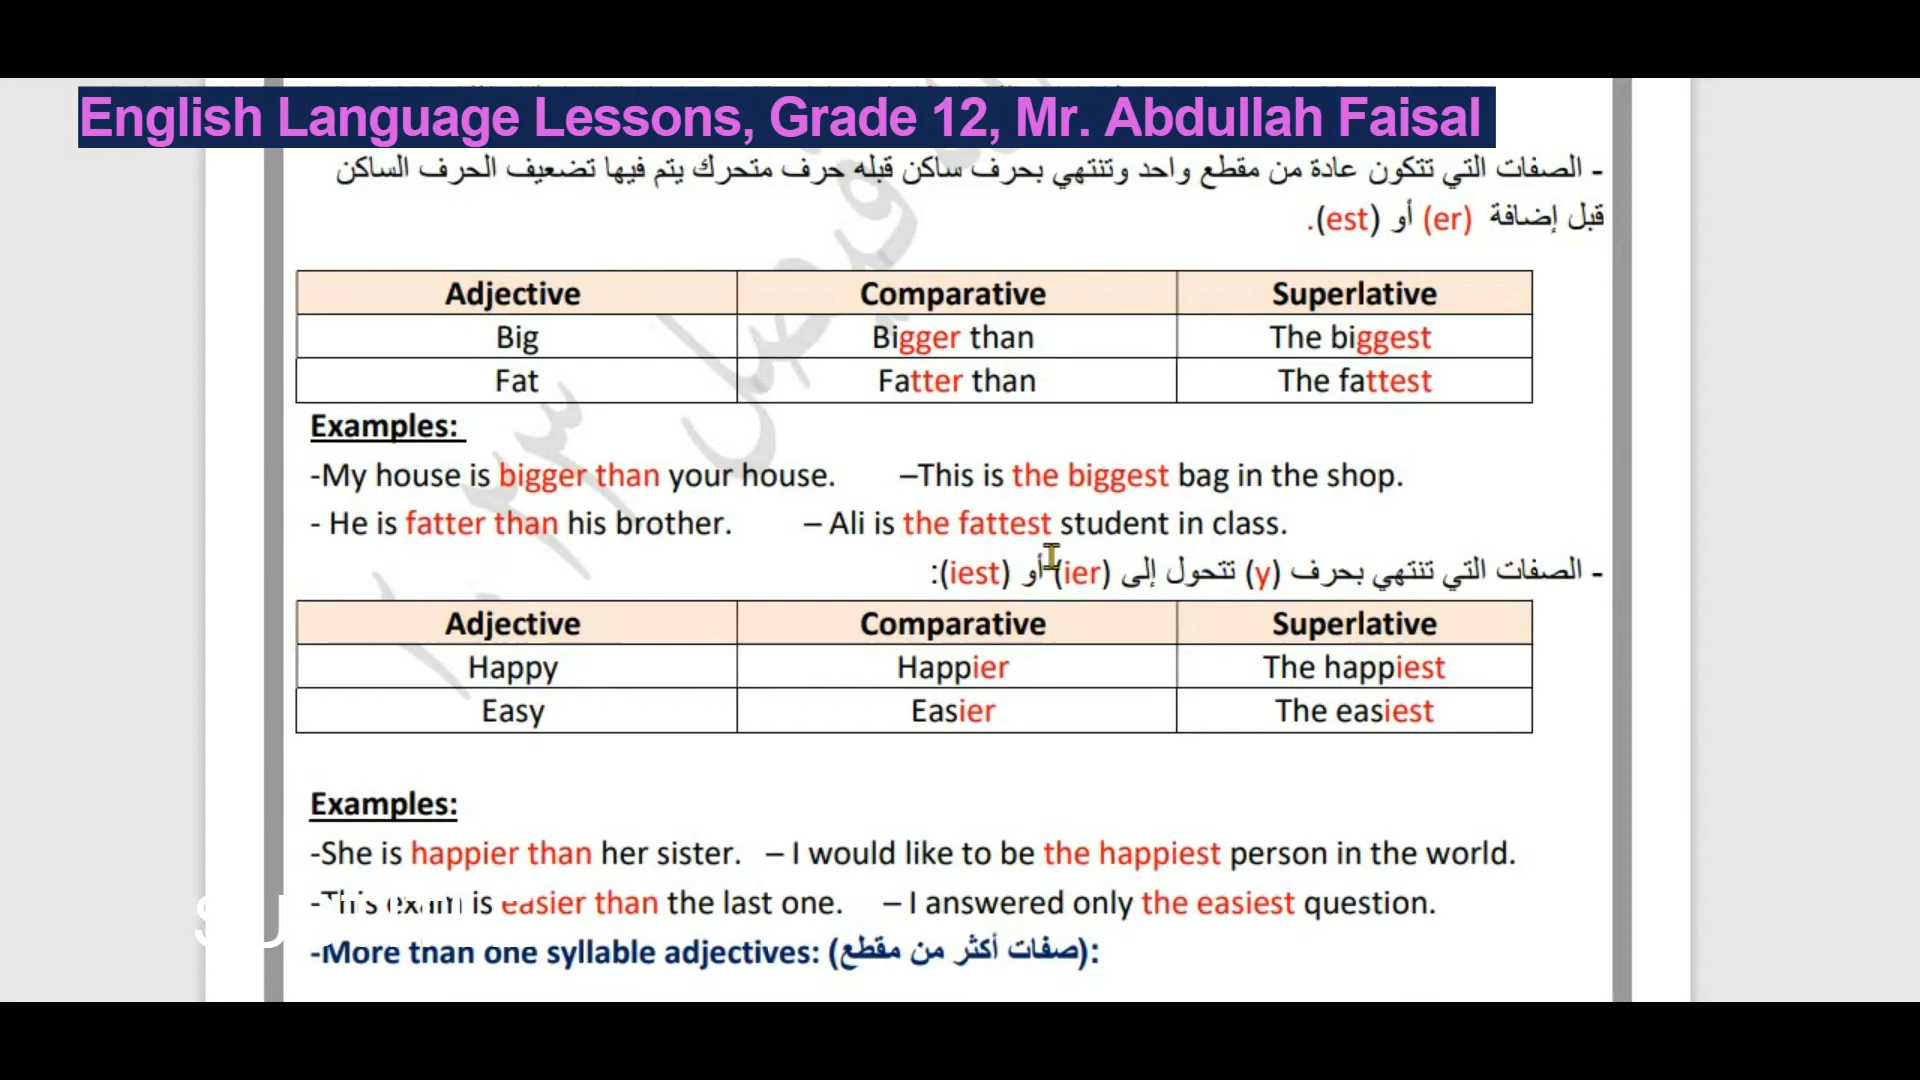 English Language Lessons, Grade 12, Mr. Abdullah Faisal
- الصفات التي تتكون عادة من مقطع واحد وتنتهي بحرف ساكن قبله حرف متحرك يتم فيها تضعيف الحرف الساكن
قبل إضافة (er) أو (est).
Adjective Comparative Superlative
Big Bigger than The biggest
Fat Fatter than The fattest
Examples:
-My house is bigger than your house. –This is the biggest bag in the shop.
- He is fatter than his brother. – Ali is the fattest student in class.
- الصفات التي تنتهي بحرف (y) تتحول إلى (ier) أو (iest):
Adjective Comparative Superlative
Happy Happier The happiest
Easy Easier The easiest
Examples:
-She is happier than her sister. – I would like to be the happiest person in the world.
-This exam is easier than the last one. – I answered only the easiest question.
-More than one syllable adjectives: (صفات أكثر من مقطع):